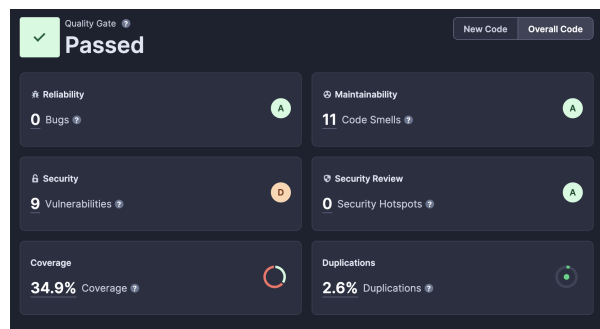 Quality Gate ?
Passed
New Code Overall Code
Reliability
0 Bugs ?
A
Maintainability
11 Code Smells ?
A
Security
9 Vulnerabilities ?
D
Security Review
0 Security Hotspots ?
A
Coverage
34.9% Coverage ?
Duplications
2.6% Duplications ?